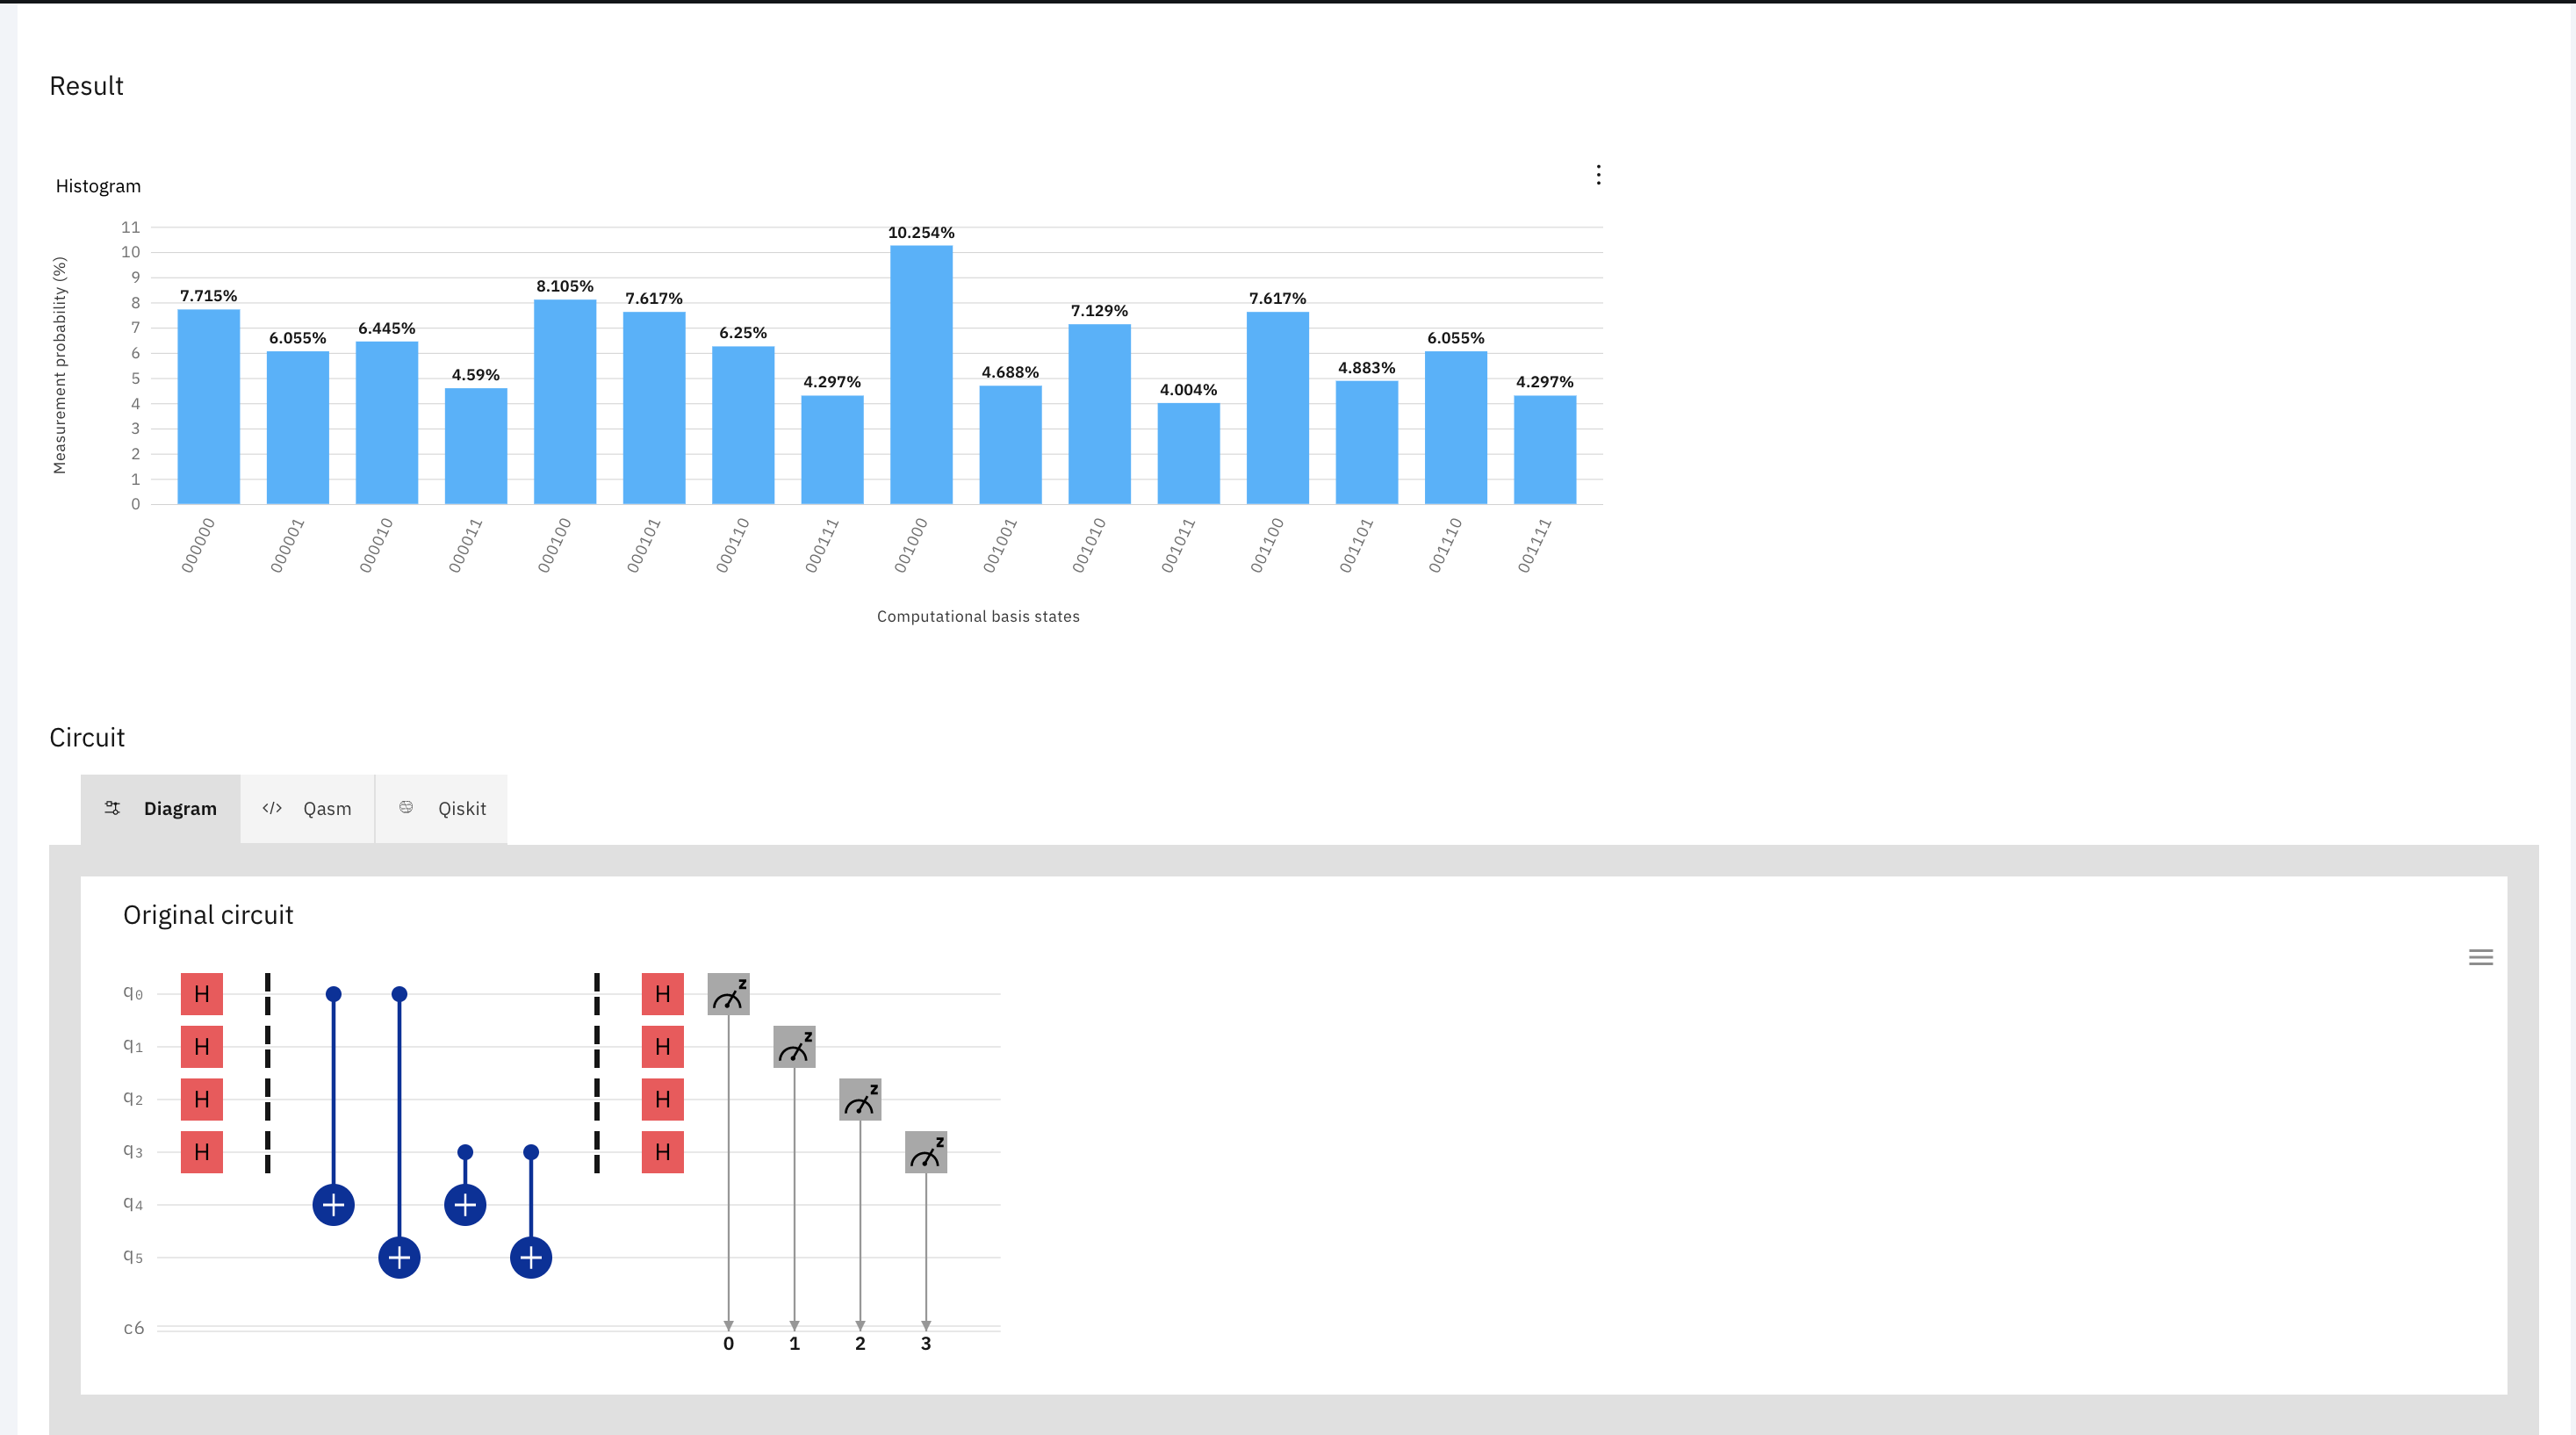 Result
Histogram
Measurement probability (%)
11
10
9
8
7
6
5
4
3
2
1
0
7.715%
6.055%
6.445%
4.59%
8.105%
7.617%
6.25%
4.297%
10.254%
4.688%
7.129%
4.004%
7.617%
4.883%
6.055%
4.297%
000000
000001
000010
000011
000100
000101
000110
000111
001000
001001
001010
001011
001100
001101
001110
001111
Computational basis states
Circuit
Diagram </> Qasm Qiskit
Original circuit
q0 H H z
q1 H H z
q2 H H z
q3 H H z
q4
q5
c6
0 1 2 3